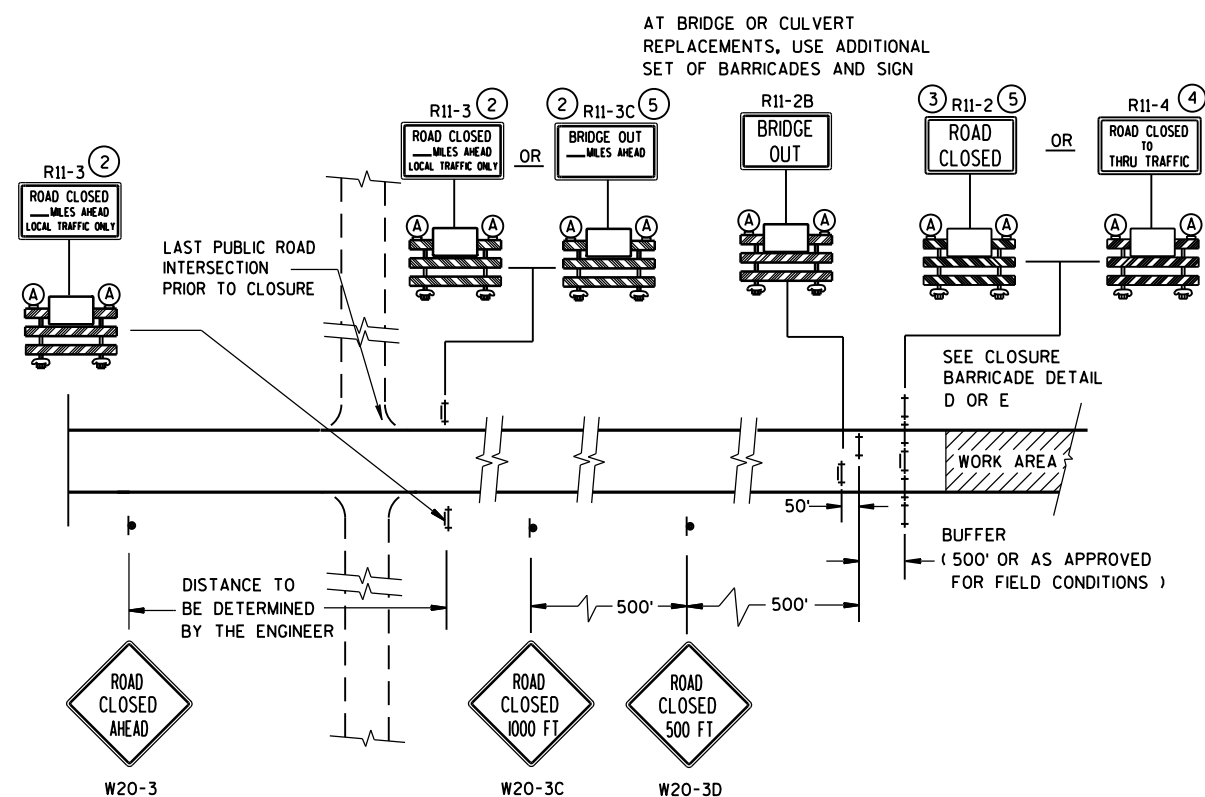 AT BRIDGE OR CULVERT
REPLACEMENTS, USE ADDITIONAL
SET OF BARRICADES AND SIGN
R11-3 2
ROAD CLOSED
___MILES AHEAD
LOCAL TRAFFIC ONLY
A A
R11-3 2
ROAD CLOSED
___MILES AHEAD
LOCAL TRAFFIC ONLY
A A
OR
2 R11-3C 5
BRIDGE OUT
___MILES AHEAD
A A
R11-2B
BRIDGE
OUT
A A
3 R11-2 5
ROAD
CLOSED
A A
OR
R11-4 4
ROAD CLOSED
TO
THRU TRAFFIC
A A
LAST PUBLIC ROAD
INTERSECTION
PRIOR TO CLOSURE
SEE CLOSURE
BARRICADE DETAIL
D OR E
WORK AREA
50'
BUFFER
( 500' OR AS APPROVED
FOR FIELD CONDITIONS )
DISTANCE TO
BE DETERMINED
BY THE ENGINEER
500'
500'
ROAD
CLOSED
AHEAD
W20-3
ROAD
CLOSED
1000 FT
W20-3C
ROAD
CLOSED
500 FT
W20-3D